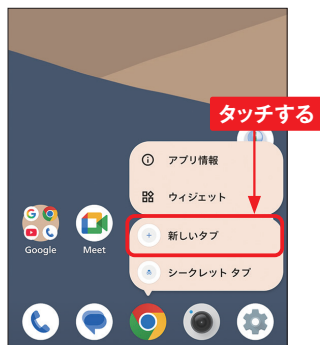 タッチする
アプリ情報
ウィジェット
新しいタブ
シークレット タブ
Google
Meet